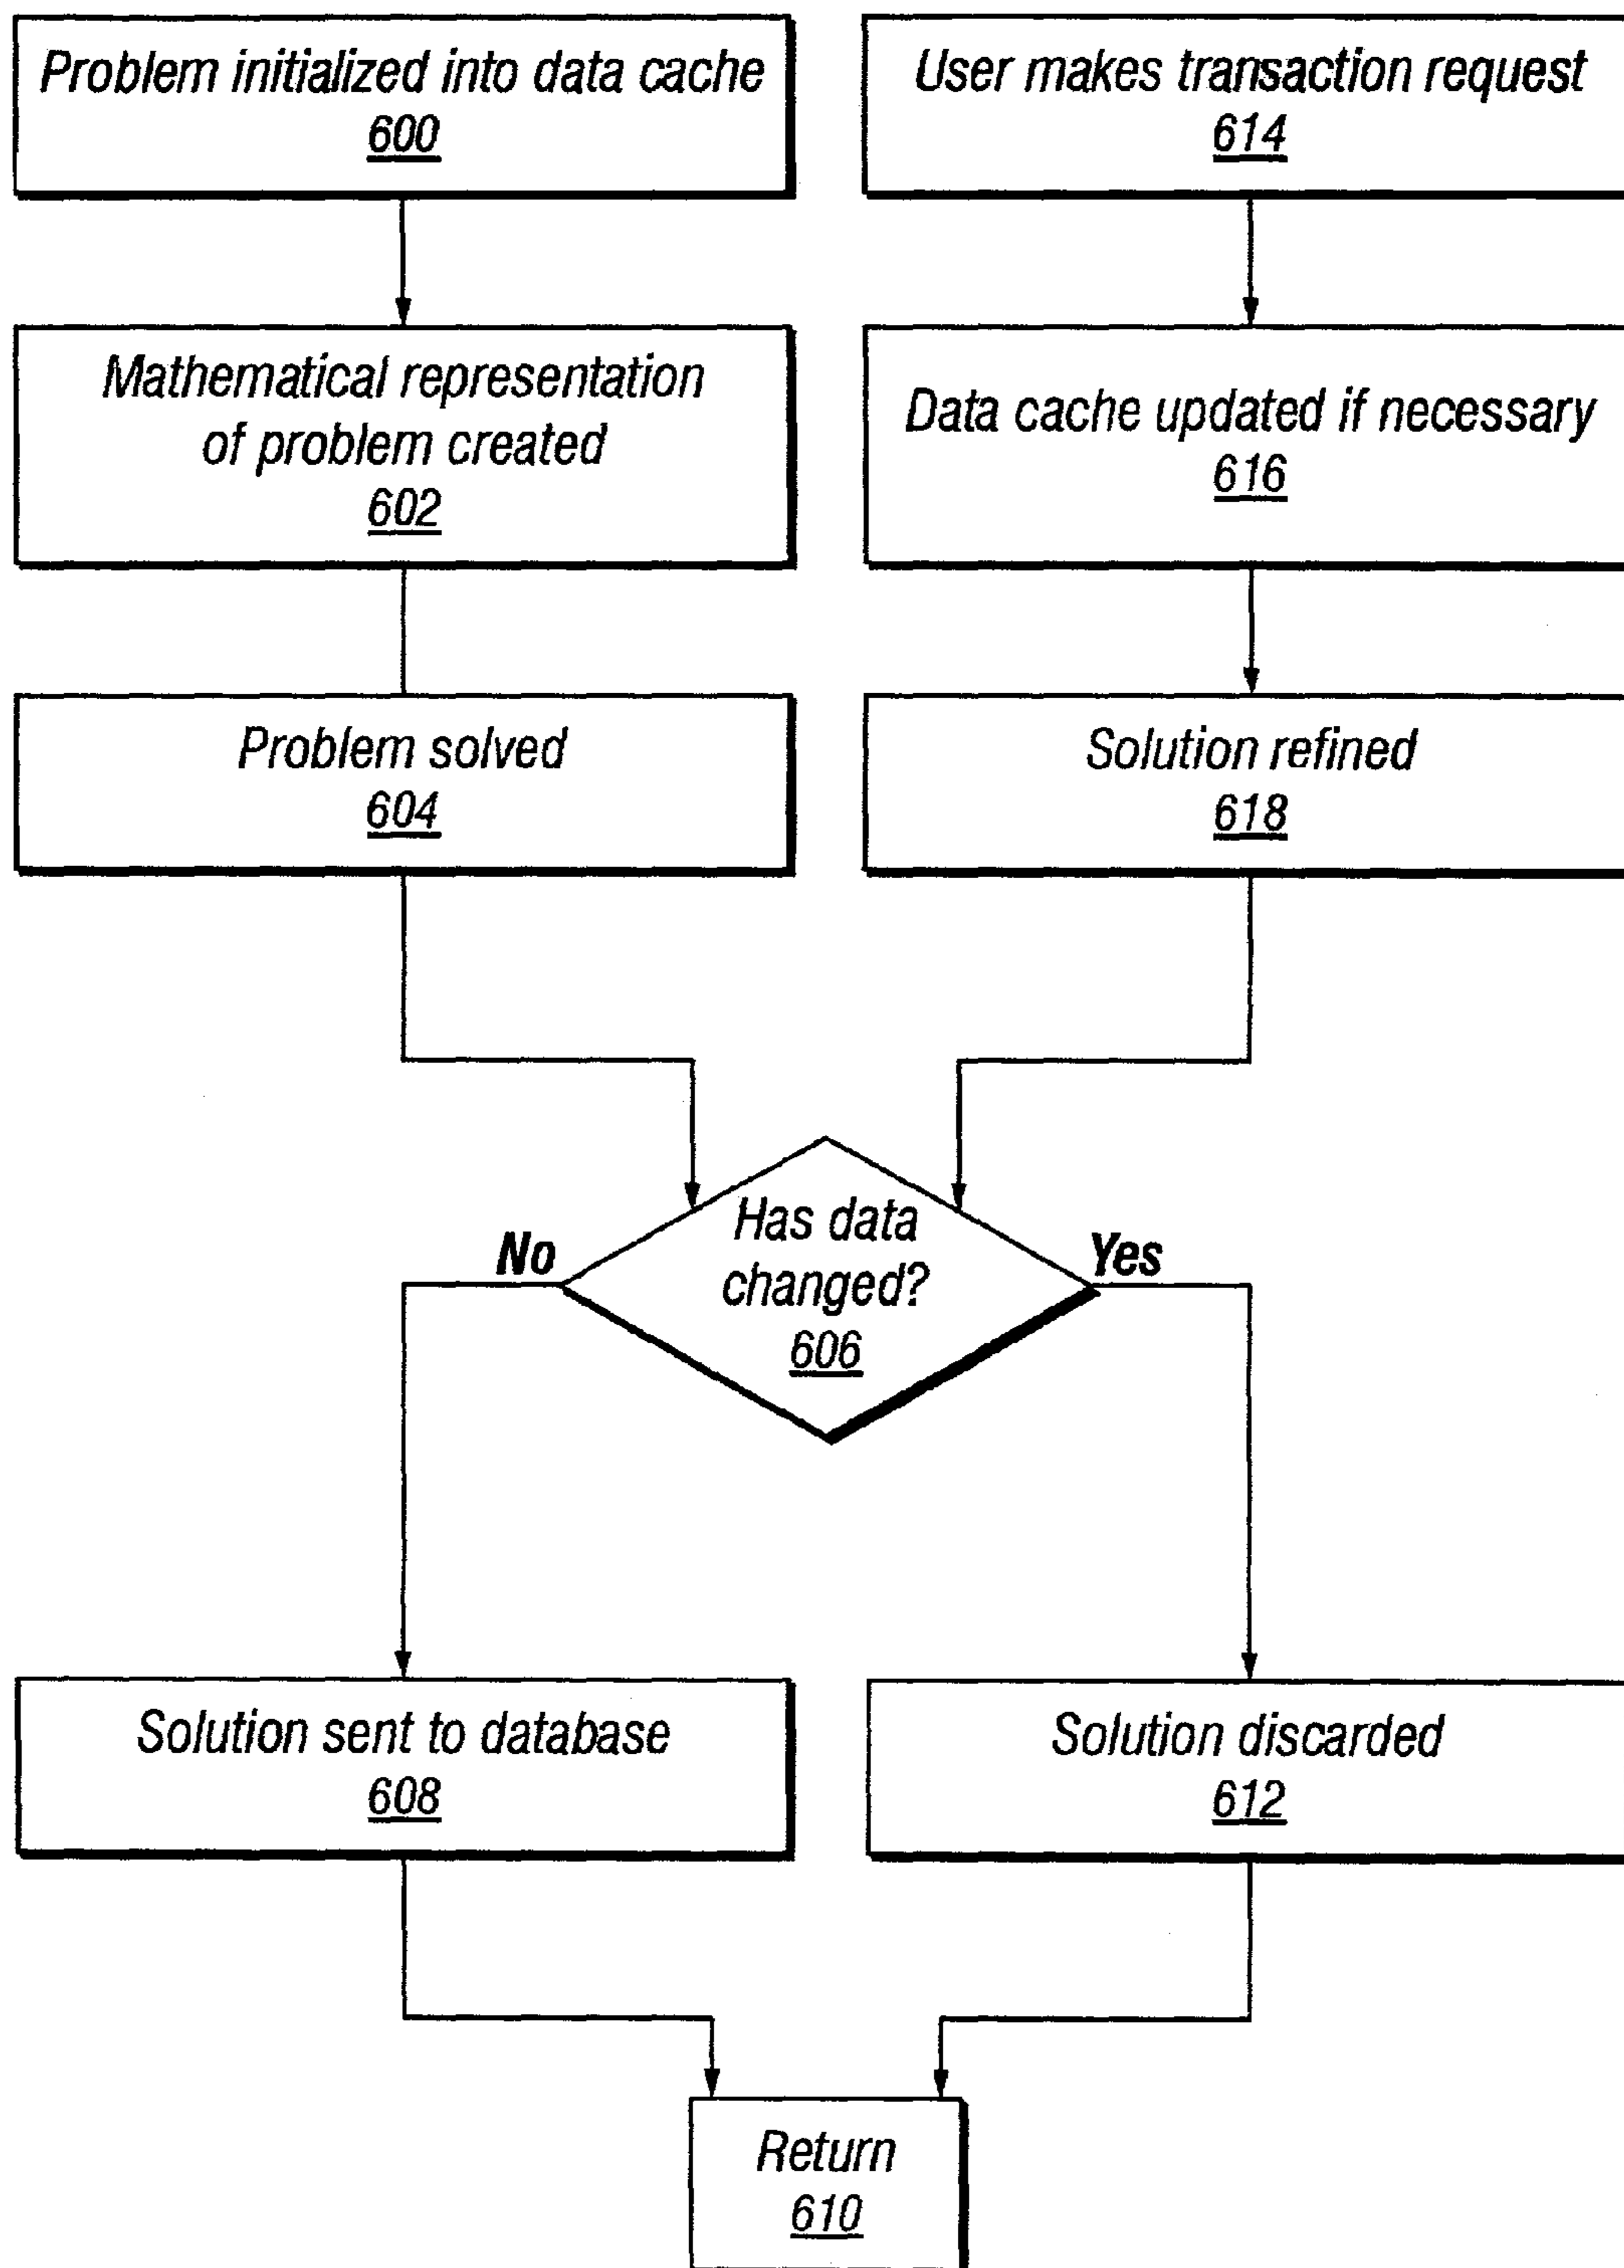 Problem initialized into data cache
600
User makes transaction request
614
Mathematical representation
of problem created
602
Data cache updated if necessary
616
Problem solved
604
Solution refined
618
Has data
changed?
606
No
Yes
Solution sent to database
608
Solution discarded
612
Return
610